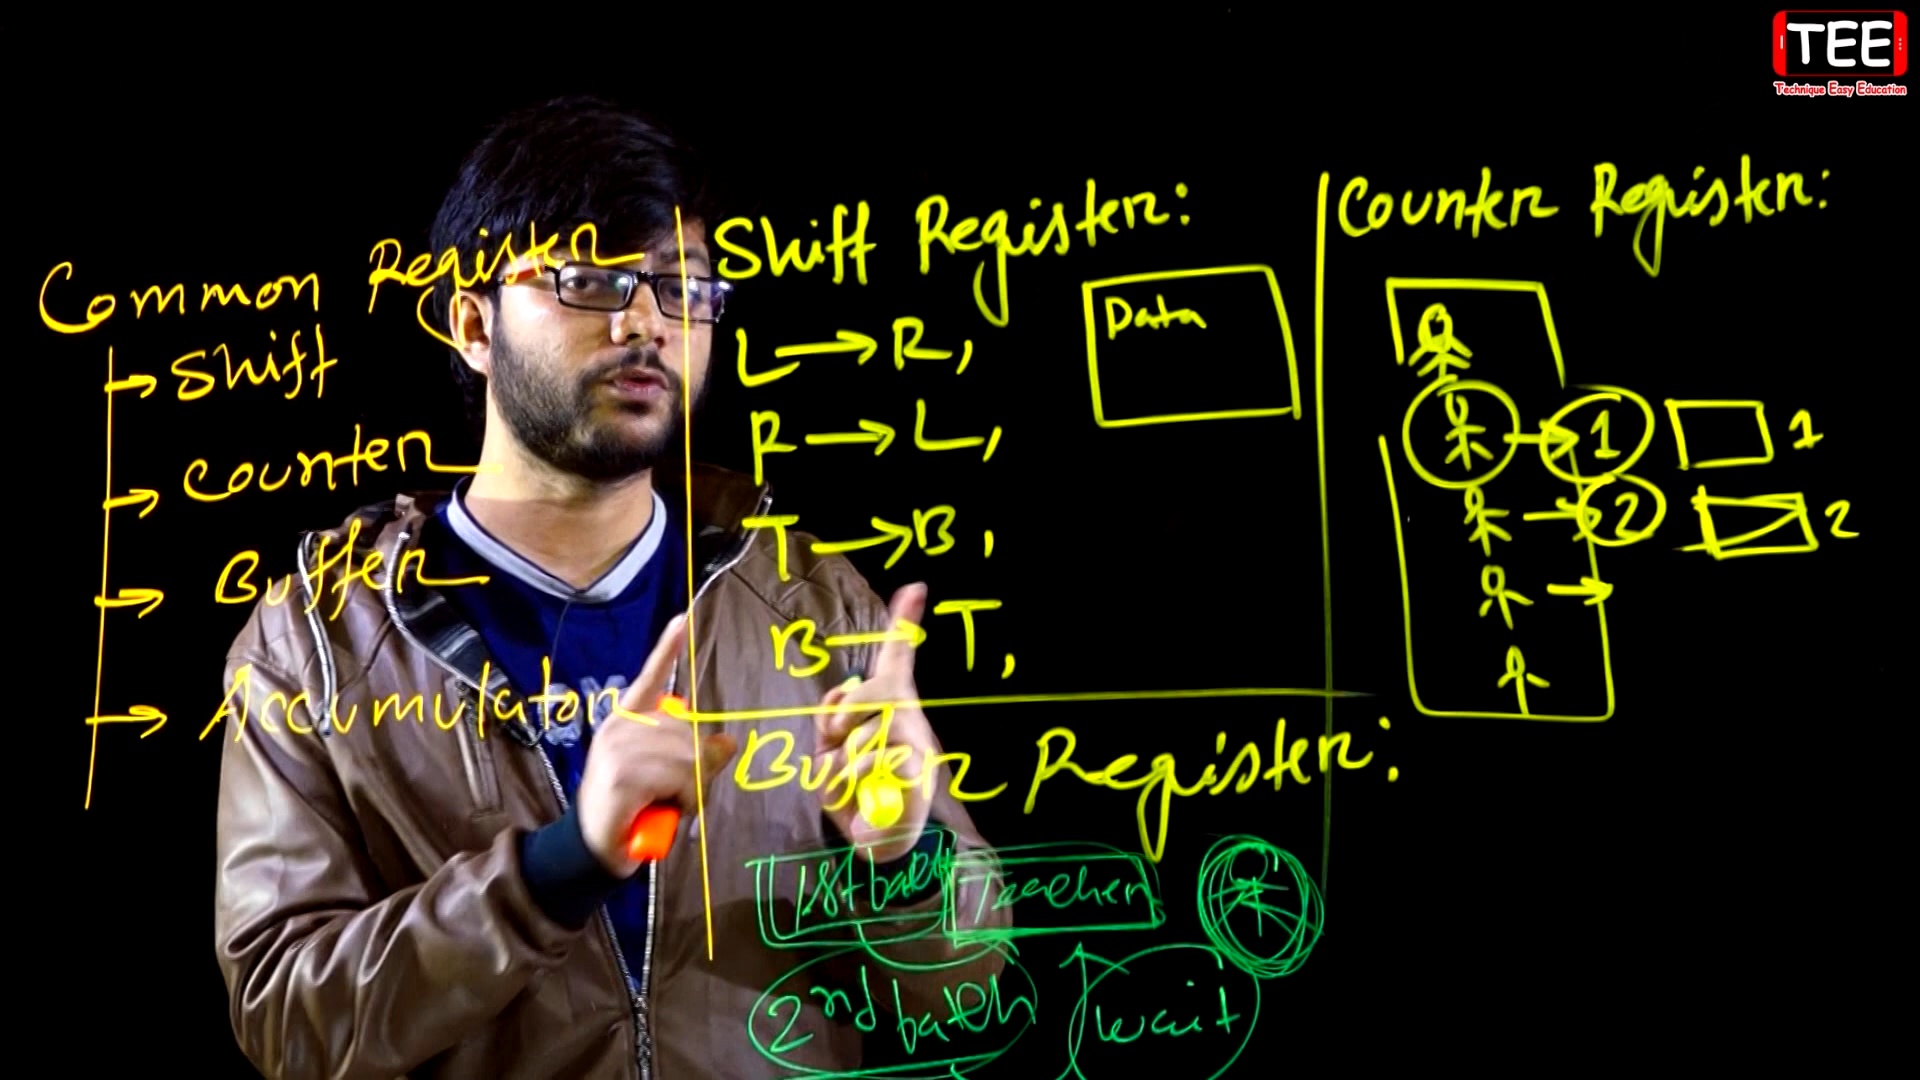 TEE
Technique Easy Education
Common Register
Shift
Counter
Buffer
Accumulator
Shift Register:
L → R,
R → L,
T → B,
B → T,
Data
Counter Register:
1
1
2
2
Buffer Register:
1st batch
Teacher
2nd batch
wait